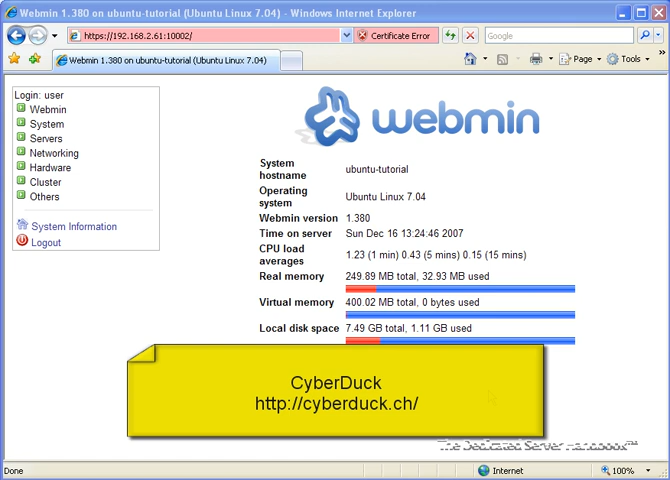 Webmin 1.380 on ubuntu-tutorial (Ubuntu Linux 7.04) - Windows Internet Explorer
https://192.168.2.61:10002/
Certificate Error
Google
Webmin 1.380 on ubuntu-tutorial (Ubuntu Linux 7.04)
Page
Tools
Login: user
Webmin
System
Servers
Networking
Hardware
Cluster
Others
System Information
Logout
webmin
System hostname ubuntu-tutorial
Operating system Ubuntu Linux 7.04
Webmin version 1.380
Time on server Sun Dec 16 13:24:46 2007
CPU load averages 1.23 (1 min) 0.43 (5 mins) 0.15 (15 mins)
Real memory 249.89 MB total, 32.93 MB used
Virtual memory 400.02 MB total, 0 bytes used
Local disk space 7.49 GB total, 1.11 GB used
CyberDuck
http://cyberduck.ch/
The Dedicated Server Handbook™
Done
Internet
100%